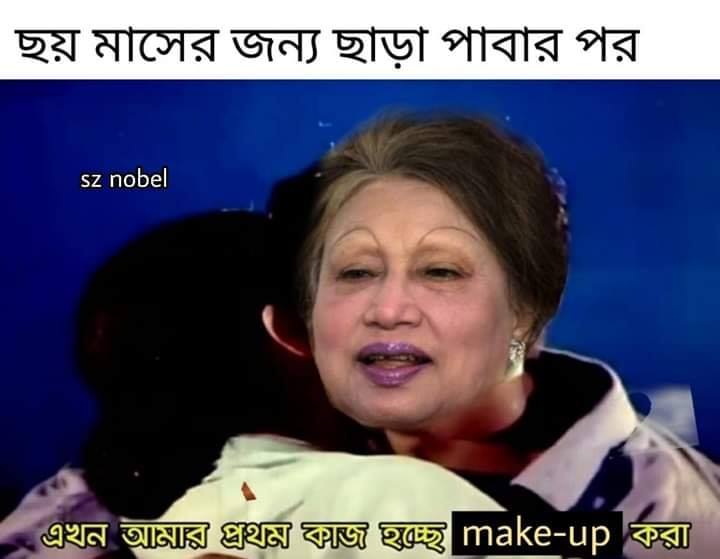 ছয় মাসের জন্য ছাড়া পাবার পর
sz nobel
এখন আমার প্রথম কাজ হচ্ছে make-up করা